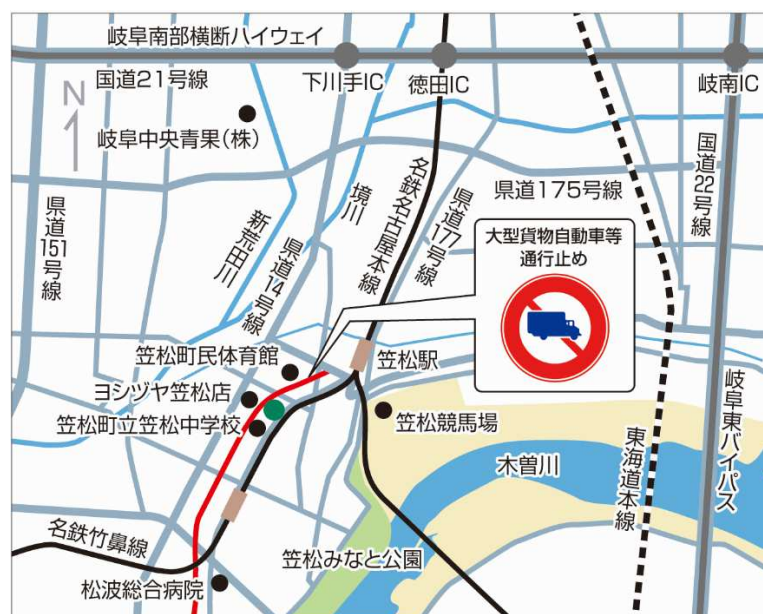 岐阜南部横断ハイウェイ
国道21号線
下川手IC
徳田IC
岐南IC
N
岐阜中央青果(株)
県道151号線
新荒田川
県道14号線
境川
名鉄名古屋本線
県道177号線
県道175号線
国道22号線
大型貨物自動車等
通行止め
笠松町民体育館
ヨシヅヤ笠松店
笠松町立笠松中学校
笠松駅
笠松競馬場
木曽川
東海道本線
岐阜東バイパス
名鉄竹鼻線
笠松みなと公園
松波総合病院